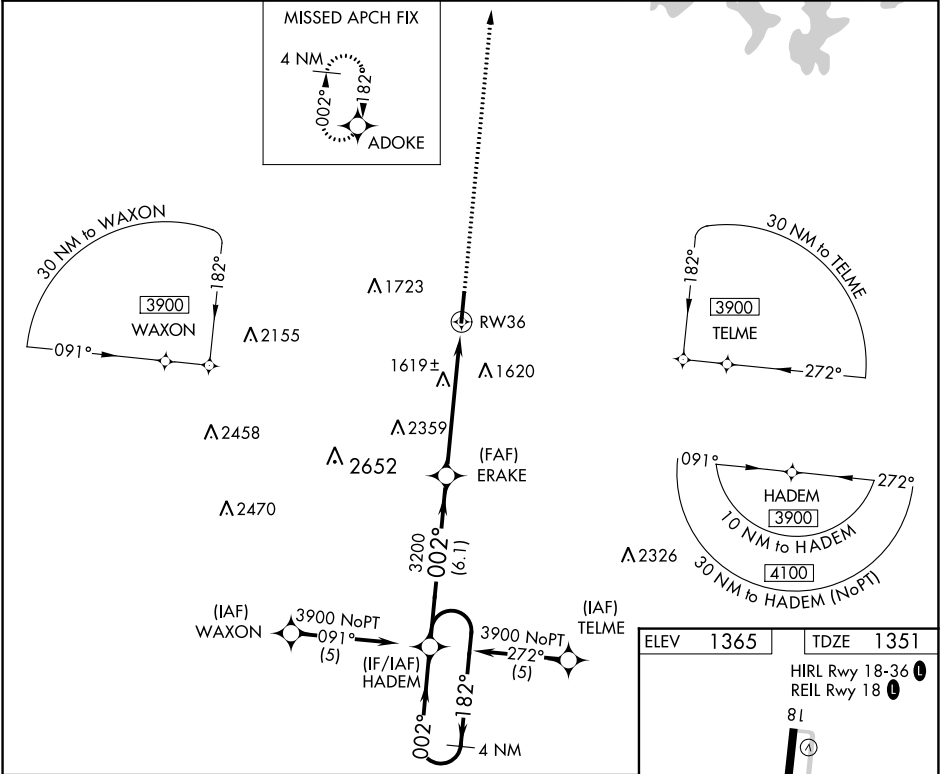 MISSED APCH FIX
4 NM
002°
182°
ADOKE
30 NM to WAXON
182°
3900
WAXON
091°
1723
2155
RW36
1619±
1620
2458
2359
2652
(FAF)
ERAKE
2470
30 NM to TELME
182°
3900
TELME
272°
091°
272°
HADEM
3900
10 NM to HADEM
4100
30 NM to HADEM (NoPT)
2326
3200
002°
(6.1)
(IAF)
WAXON
3900 NoPT
091°
(5)
(IF/IAF)
HADEM
3900 NoPT
272°
(5)
(IAF)
TELME
002°
182°
4 NM
ELEV 1365
TDZE 1351
HIRL Rwy 18-36 L
REIL Rwy 18 L
18
V